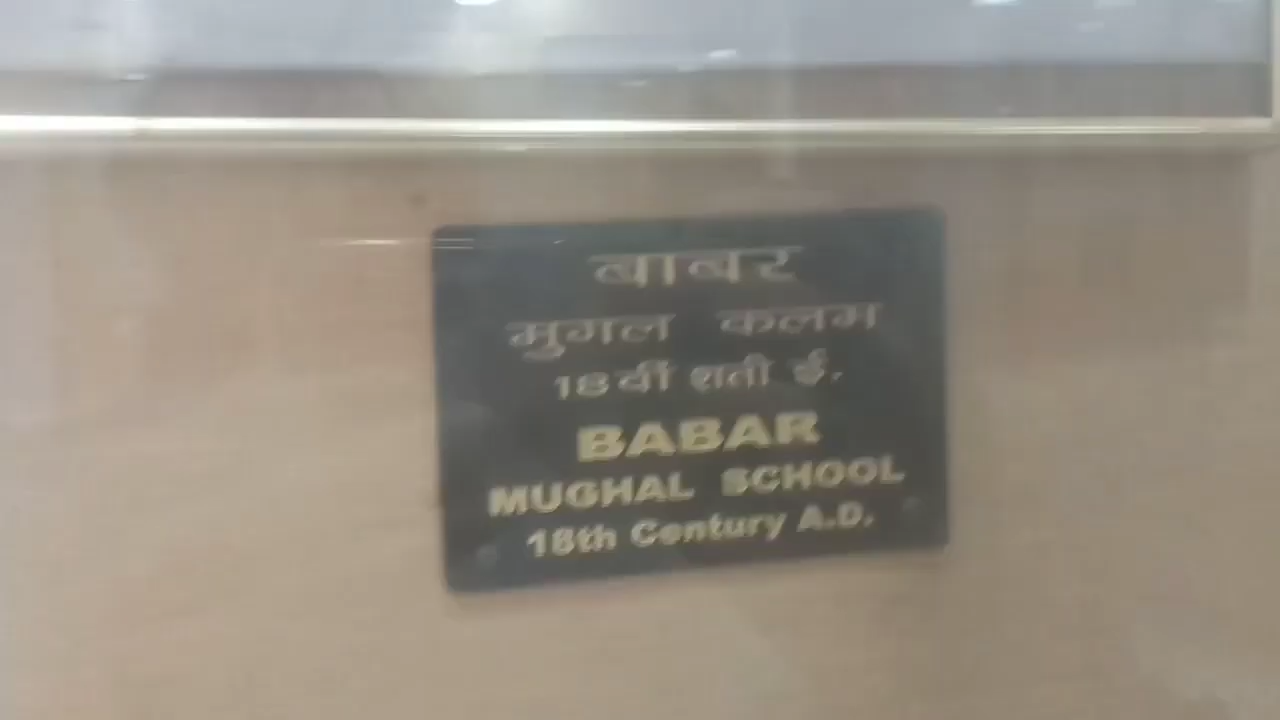 बाबर
मुगल कलम
18वीं शती ई.
BABAR
MUGHAL SCHOOL
18th Century A.D.